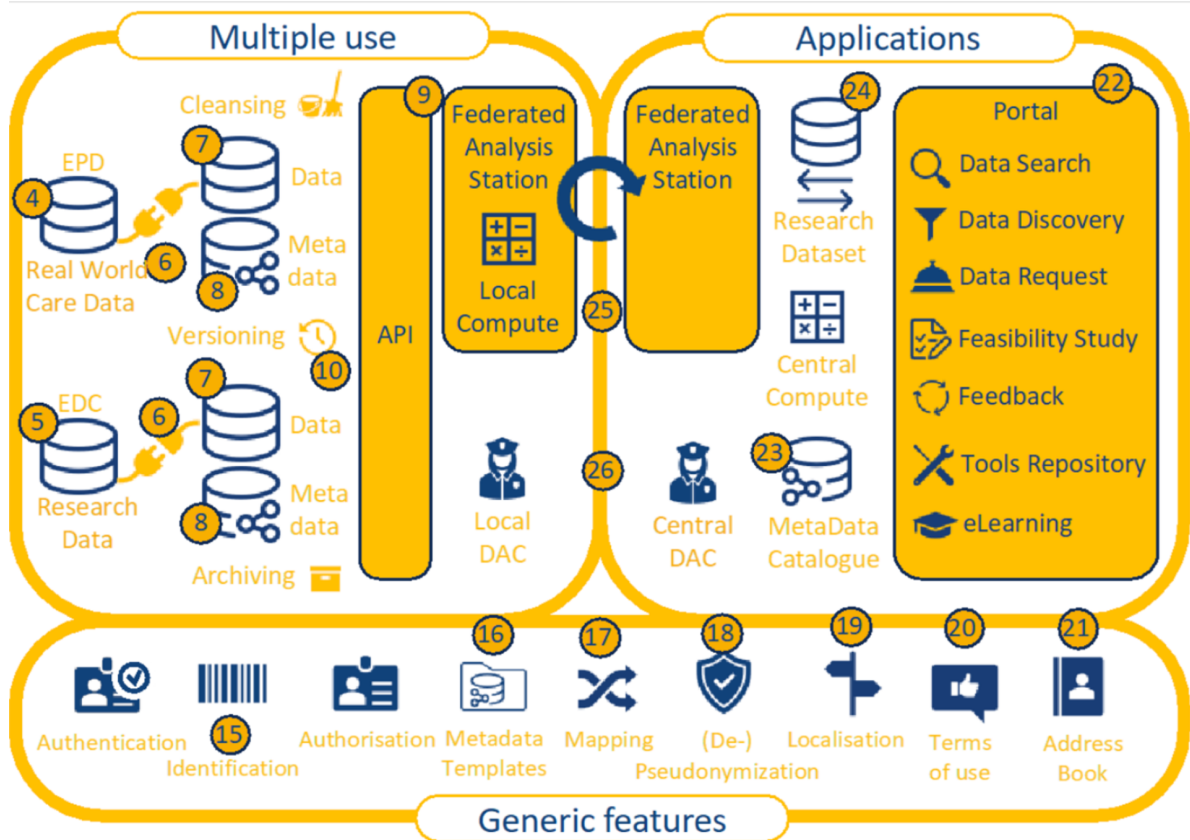 Multiple use
Cleansing
EPD
4
Real World
Care Data
6
7
Data
8
Meta
data
Versioning
10
EDC
5
Research
Data
6
7
Data
8
Meta
data
Archiving
API
9
Federated
Analysis
Station
Local
Compute
Local
DAC
25
26
Applications
Federated
Analysis
Station
Central
DAC
24
Research
Dataset
Central
Compute
23
MetaData
Catalogue
22
Portal
Data Search
Data Discovery
Data Request
Feasibility Study
Feedback
Tools Repository
eLearning
Authentication
15
Identification
Authorisation
16
Metadata
Templates
17
Mapping
18
(De-)
Pseudonymization
19
Localisation
20
Terms
of use
21
Address
Book
Generic features